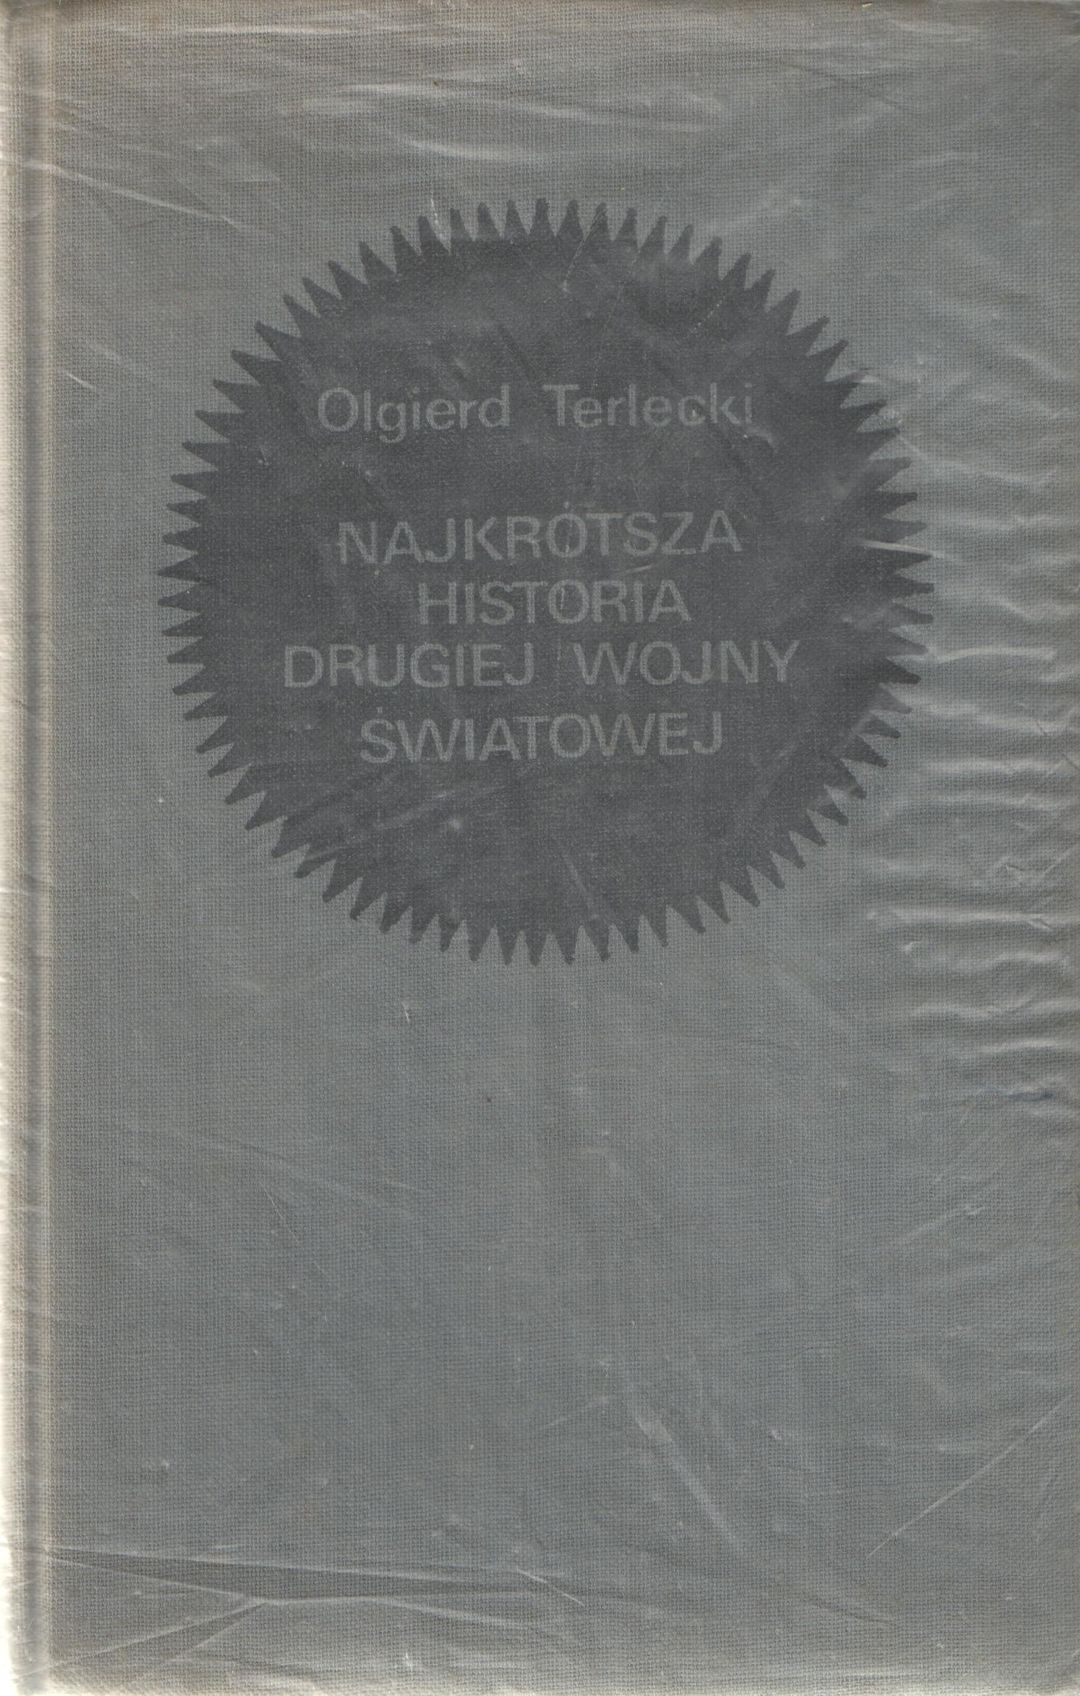 Olgierd Terlecki
NAJKRÓTSZA
HISTORIA
DRUGIEJ WOJNY
ŚWIATOWEJ